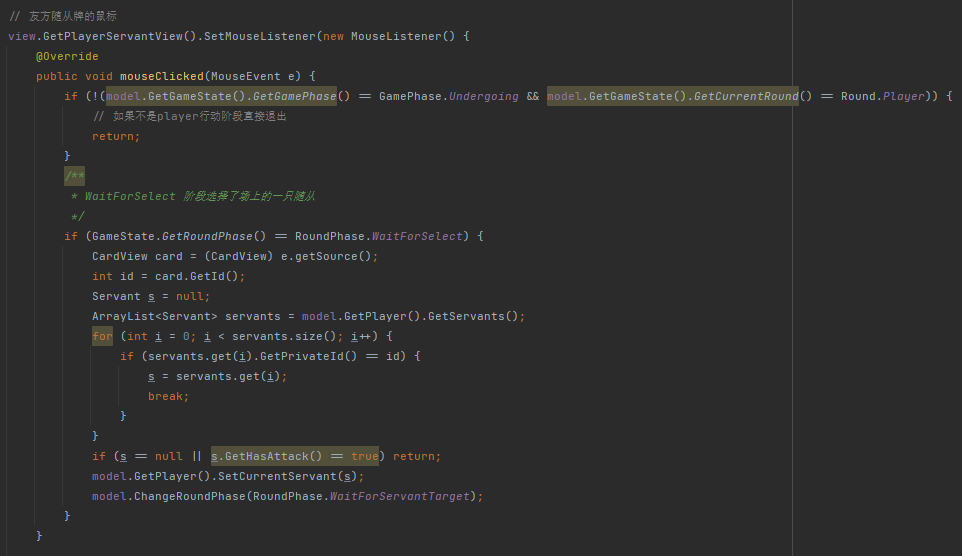 // 友方随从牌的鼠标
view.GetPlayerServantView().SetMouseListener(new MouseListener() {
@Override
public void mouseClicked(MouseEvent e) {
if (!(model.GetGameState().GetGamePhase() == GamePhase.Undergoing && model.GetGameState().GetCurrentRound() == Round.Player)) {
// 如果不是player行动阶段直接退出
return;
}
/**
* WaitForSelect 阶段选择了场上的一只随从
*/
if (GameState.GetRoundPhase() == RoundPhase.WaitForSelect) {
CardView card = (CardView) e.getSource();
int id = card.GetId();
Servant s = null;
ArrayList<Servant> servants = model.GetPlayer().GetServants();
for (int i = 0; i < servants.size(); i++) {
if (servants.get(i).GetPrivateId() == id) {
s = servants.get(i);
break;
}
}
if (s == null || s.GetHasAttack() == true) return;
model.GetPlayer().SetCurrentServant(s);
model.ChangeRoundPhase(RoundPhase.WaitForServantTarget);
}
}